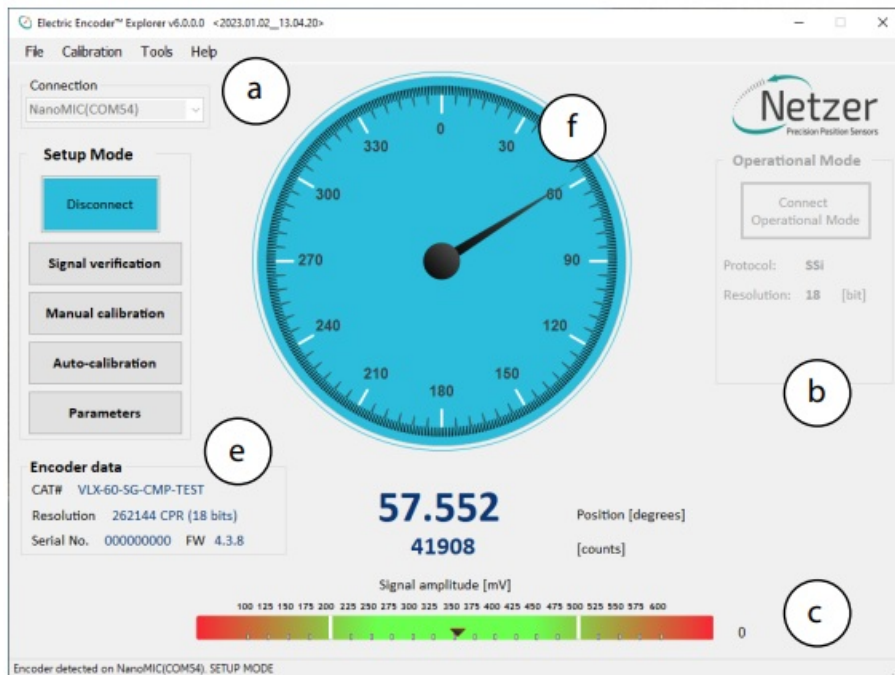 Electric Encoder™ Explorer v6.0.0.0 <2023.01.02__13.04.20>
File Calibration Tools Help
Connection
NanoMIC(COM54)
a
Setup Mode
Disconnect
Signal verification
Manual calibration
Auto-calibration
Parameters
e
Encoder data
CAT# VLX-60-SG-CMP-TEST
Resolution 262144 CPR (18 bits)
Serial No. 000000000 FW 4.3.8
f
0
30
60
90
120
150
180
210
240
270
300
330
57.552 Position [degrees]
41908 [counts]
Signal amplitude [mV]
100 125 150 175 200 225 250 275 300 325 350 375 400 425 450 475 500 525 550 575 600
0
c
Netzer
Precision Position Sensors
Operational Mode
Connect
Operational Mode
Protocol: SSi
Resolution: 18 [bit]
b
Encoder detected on NanoMIC(COM54). SETUP MODE